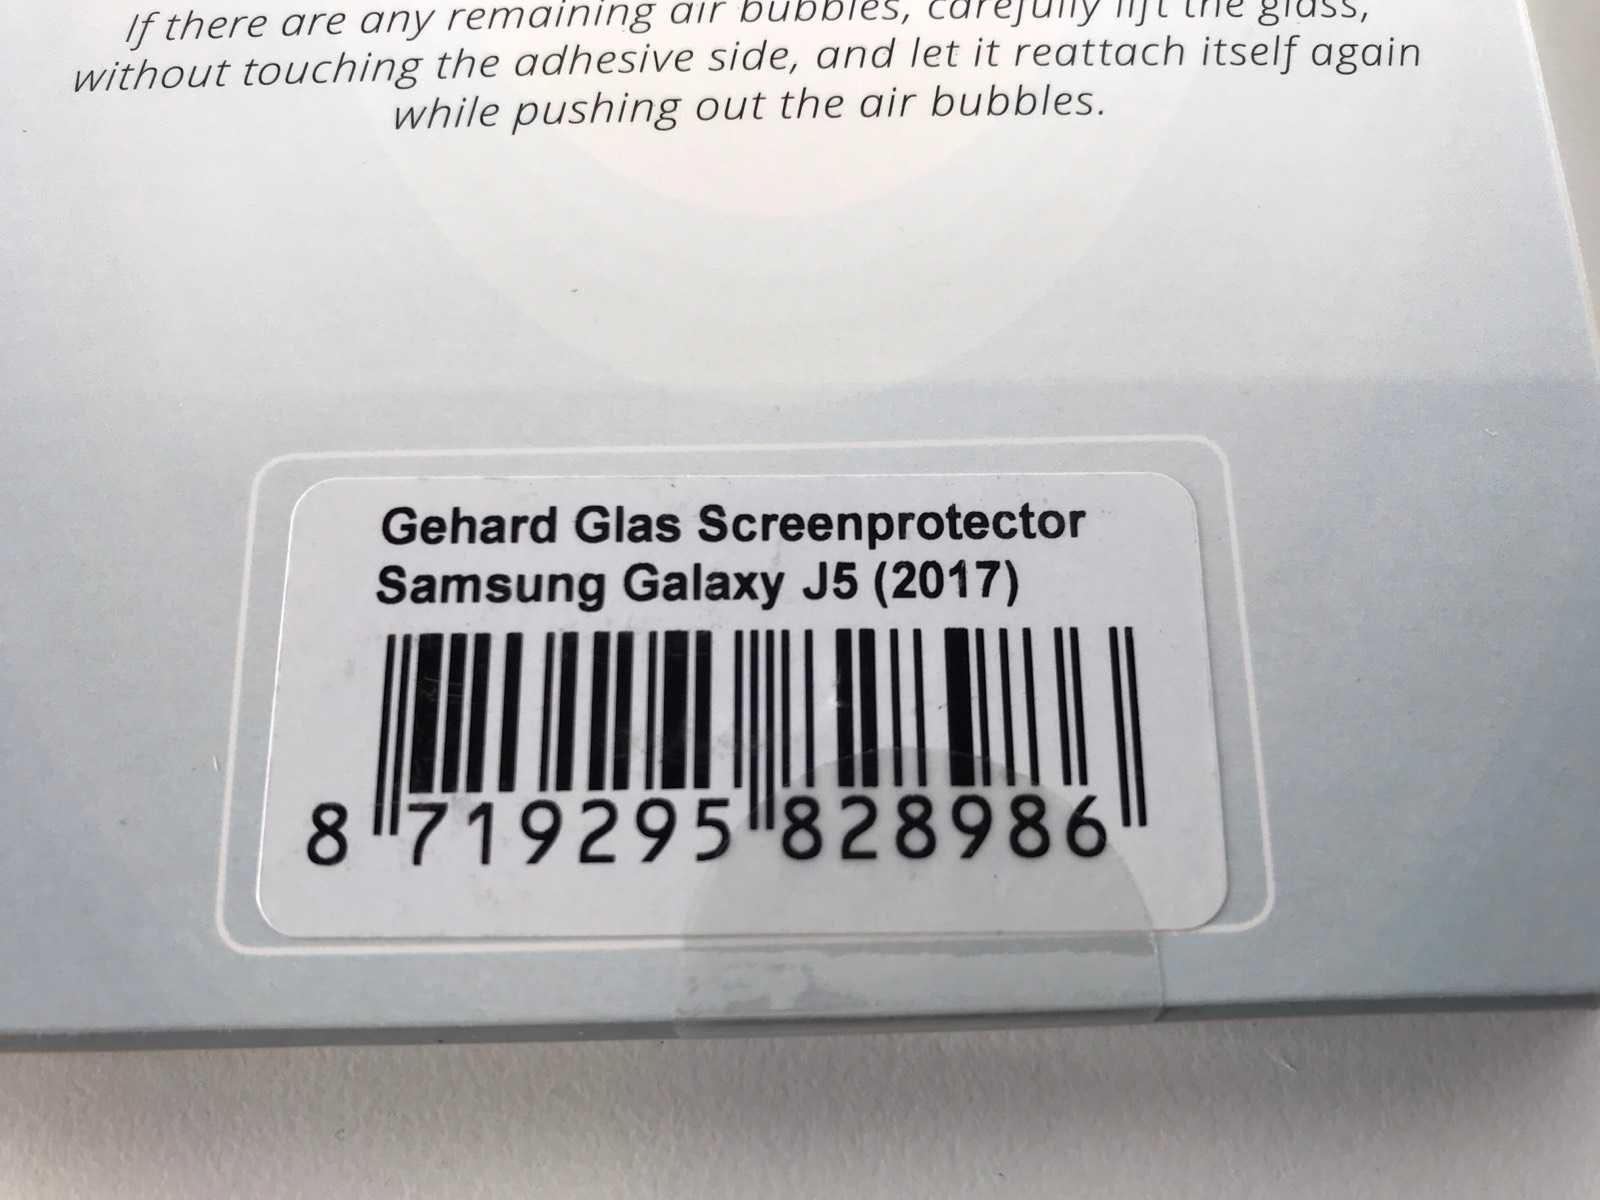 If there are any remaining air bubbles, carefully lift the glass,
without touching the adhesive side, and let it reattach itself again
while pushing out the air bubbles.
Gehard Glas Screenprotector
Samsung Galaxy J5 (2017)
8 719295 828986